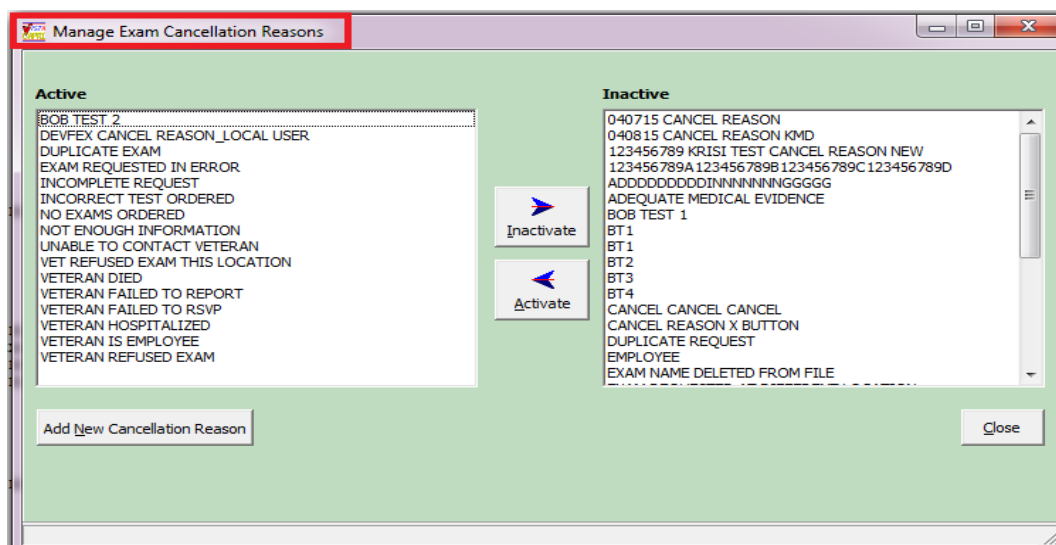 Manage Exam Cancellation Reasons
Active
BOB TEST 2
DEVFEX CANCEL REASON_LOCAL USER
DUPLICATE EXAM
EXAM REQUESTED IN ERROR
INCOMPLETE REQUEST
INCORRECT TEST ORDERED
NO EXAMS ORDERED
NOT ENOUGH INFORMATION
UNABLE TO CONTACT VETERAN
VET REFUSED EXAM THIS LOCATION
VETERAN DIED
VETERAN FAILED TO REPORT
VETERAN FAILED TO RSVP
VETERAN HOSPITALIZED
VETERAN IS EMPLOYEE
VETERAN REFUSED EXAM
Inactivate
Activate
Inactive
040715 CANCEL REASON
040815 CANCEL REASON KMD
123456789 KRISI TEST CANCEL REASON NEW
123456789A123456789B123456789C123456789D
ADDDDDDDDDINNNNNNNGGGGG
ADEQUATE MEDICAL EVIDENCE
BOB TEST 1
BT1
BT1
BT2
BT3
BT4
CANCEL CANCEL CANCEL
CANCEL REASON X BUTTON
DUPLICATE REQUEST
EMPLOYEE
EXAM NAME DELETED FROM FILE
Add New Cancellation Reason
Close